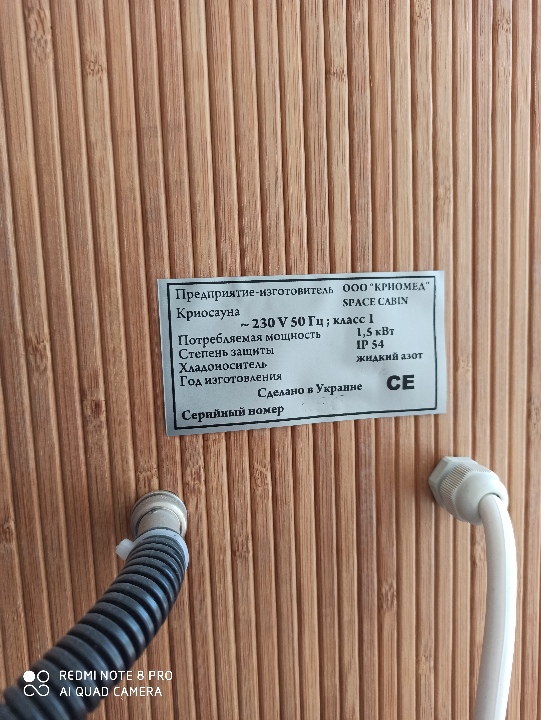 Предприятие-изготовитель ООО "КРИОМЕД"
Криосауна SPACE CABIN
~ 230 V 50 Гц ; класс 1
Потребляемая мощность 1,5 кВт
Степень защиты IP 54
Хладоноситель жидкий азот
Год изготовления
Сделано в Украине CE
Серийный номер
REDMI NOTE 8 PRO
AI QUAD CAMERA